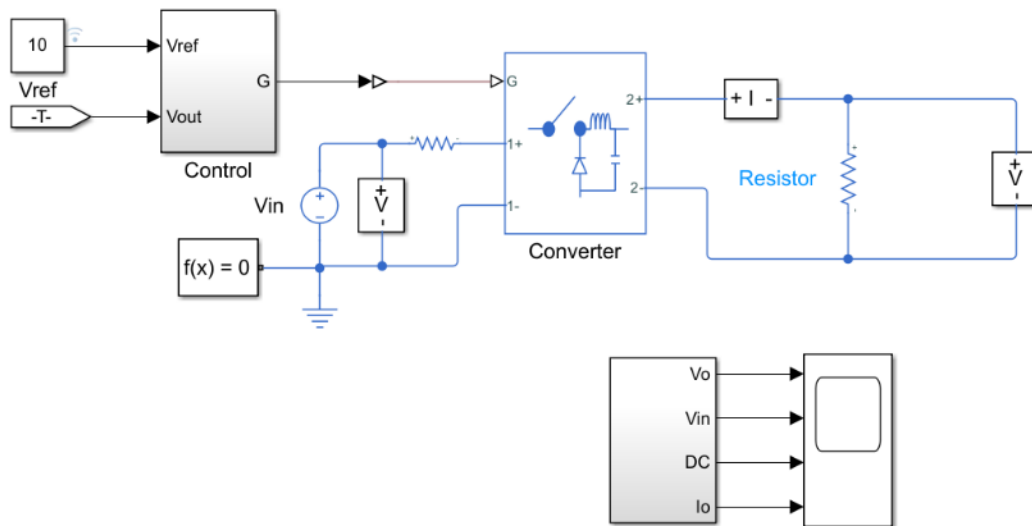 10
Vref
-T-
Vref
Vout
G
Control
Vin
+
-
+
V
-
f(x) = 0
+
-
G
1+
1-
2+
2-
Converter
+ I -
Resistor
+
-
+
V
-
Vo
Vin
DC
Io